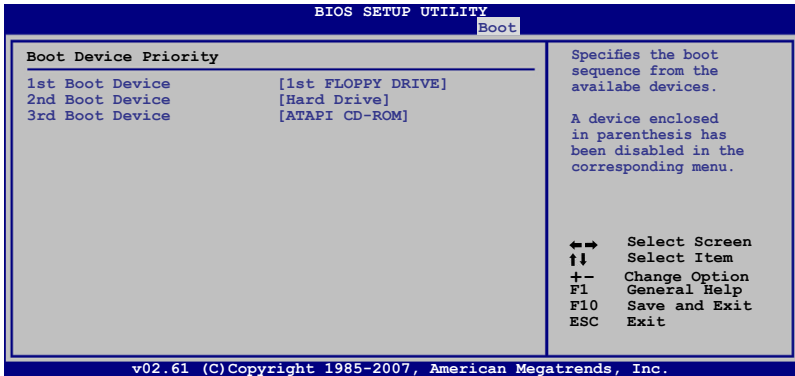 BIOS SETUP UTILITY
Boot
Boot Device Priority
1st Boot Device [1st FLOPPY DRIVE]
2nd Boot Device [Hard Drive]
3rd Boot Device [ATAPI CD-ROM]
Specifies the boot
sequence from the
availabe devices.
A device enclosed
in parenthesis has
been disabled in the
corresponding menu.
←→ Select Screen
↑↓ Select Item
+- Change Option
F1 General Help
F10 Save and Exit
ESC Exit
v02.61 (C)Copyright 1985-2007, American Megatrends, Inc.